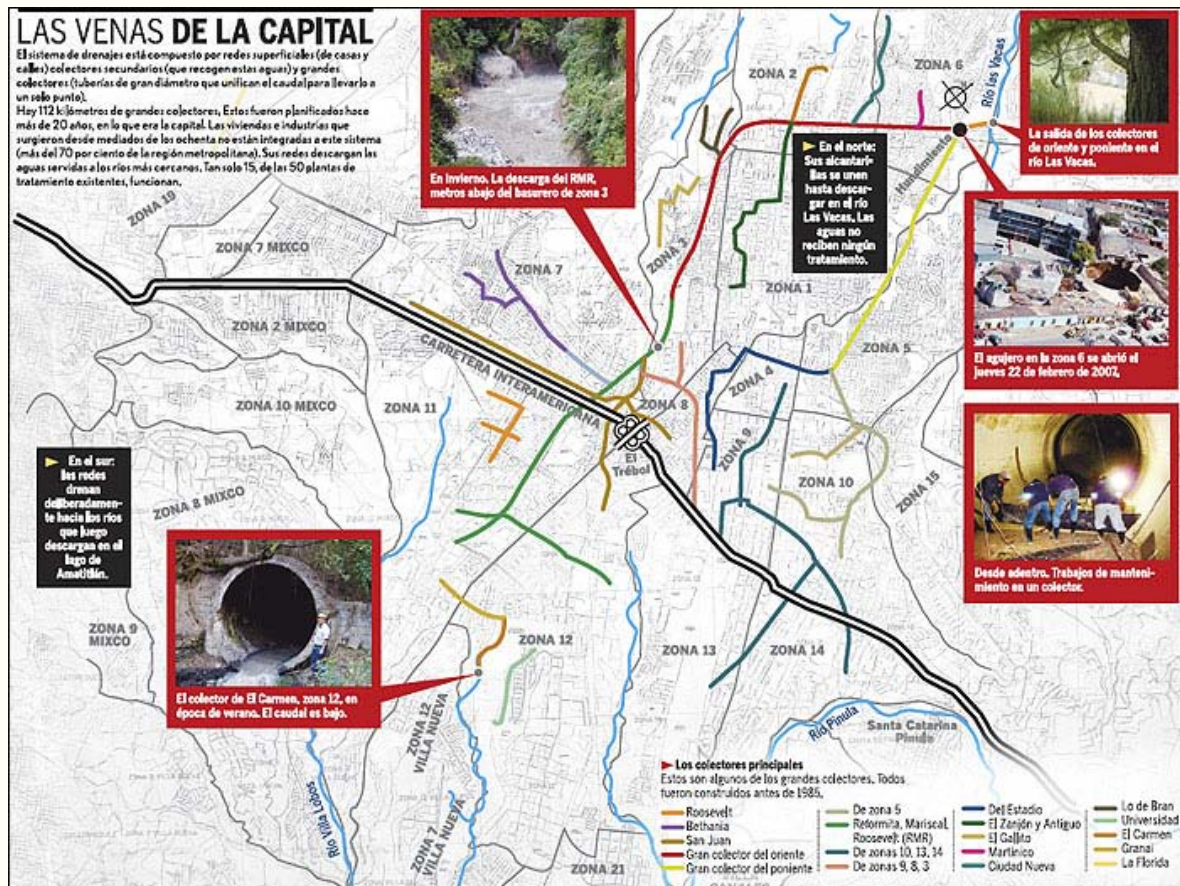 LAS VENAS DE LA CAPITAL
El sistema de drenajes está compuesto por redes superficiales (de casas y
calles) colectores secundarios (que recogen estas aguas) y grandes
colectores (tuberías de gran diámetro que unifican el caudal para llevarlo a
un solo punto).
Hay 112 kilómetros de grandes colectores. Estos fueron planificados hace
más de 20 años, en lo que era la capital. Las viviendas e industrias que
surgieron desde mediados de los ochenta no están integradas a este sistema
(más del 70 por ciento de la región metropolitana). Sus redes descargan las
aguas servidas a los ríos más cercanos. Tan solo 15, de las 50 plantas de
tratamiento existentes, funcionan.
En invierno. La descarga del RMR,
metros abajo del basurero de zona 3
ZONA 2
ZONA 6
Río las Vacas
La salida de los colectores
de oriente y poniente en el
río Las Vacas.
En el norte:
Sus alcantari-
llas se unen
hasta descar-
gar en el río
Las Vacas. Las
aguas no
reciben ningún
tratamiento.
Hundimiento
ZONA 19
ZONA 7 MIXCO
ZONA 7
ZONA 3
ZONA 1
ZONA 2 MIXCO
CARRETERA INTERAMERICANA
ZONA 5
El agujero en la zona 6 se abrió el
jueves 22 de febrero de 2007.
ZONA 4
ZONA 10 MIXCO
ZONA 11
ZONA 8
ZONA 9
El
Trébol
ZONA 10
ZONA 15
En el sur:
las redes
drenan
deliberadamen-
te hacia los ríos
que luego
descargan en el
lago de
Amatitlán.
ZONA 8 MIXCO
Desde adentro. Trabajos de manteni-
miento en un colector.
ZONA 9
MIXCO
ZONA 12
ZONA 13
ZONA 14
El colector de El Carmen, zona 12, en
época de verano. El caudal es bajo.
ZONA 12
VILLA NUEVA
Río Pinula
Santa Catarina
Pinula
Río Villa Lobos
ZONA 7
VILLA NUEVA
ZONA 21
Los colectores principales
Estos son algunos de los grandes colectores. Todos
fueron construidos antes de 1985.
Roosevelt
Bethania
San Juan
Gran colector del oriente
Gran colector del poniente
De zona 5
Reformita, Mariscal,
Roosevelt (RMR)
De zonas 10, 13, 14
De zonas 9, 8, 3
Del Estadio
El Zanjón y Antiguo
El Gallito
Martinico
Ciudad Nueva
Lo de Bran
Universidad
El Carmen
Granai
La Florida